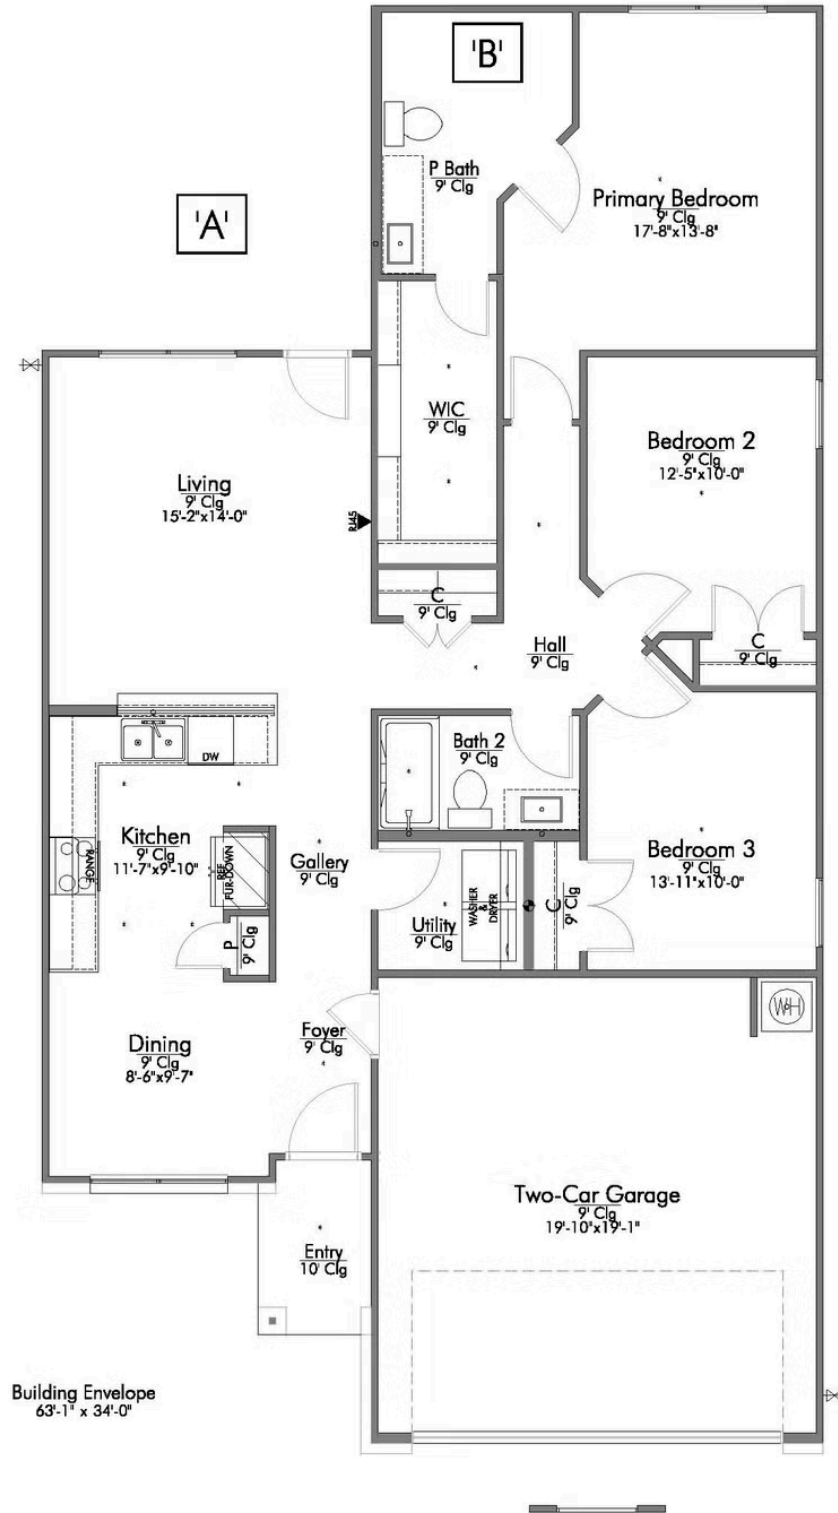 'B'
P Bath
9' Clg
Primary Bedroom
9' Clg
17'-8"x13'-8"
'A'
WIC
9' Clg
Bedroom 2
9' Clg
12'-5"x10'-0"
Living
9' Clg
15'-2"x14'-0"
RJ45
C
9' Clg
Hall
9' Clg
C
9' Clg
DW
Bath 2
9' Clg
Kitchen
9' Clg
11'-7"x9'-10"
RANGE
REF
FUR-DOWN
Gallery
9' Clg
Bedroom 3
9' Clg
13'-11"x10'-0"
P
9' Clg
Utility
9' Clg
WASHER
&
DRYER
C
9' Clg
WH
Dining
9' Clg
8'-6"x9'-7"
Foyer
9' Clg
Two-Car Garage
9' Clg
19'-10"x19'-1"
Entry
10' Clg
Building Envelope
63'-1" x 34'-0"